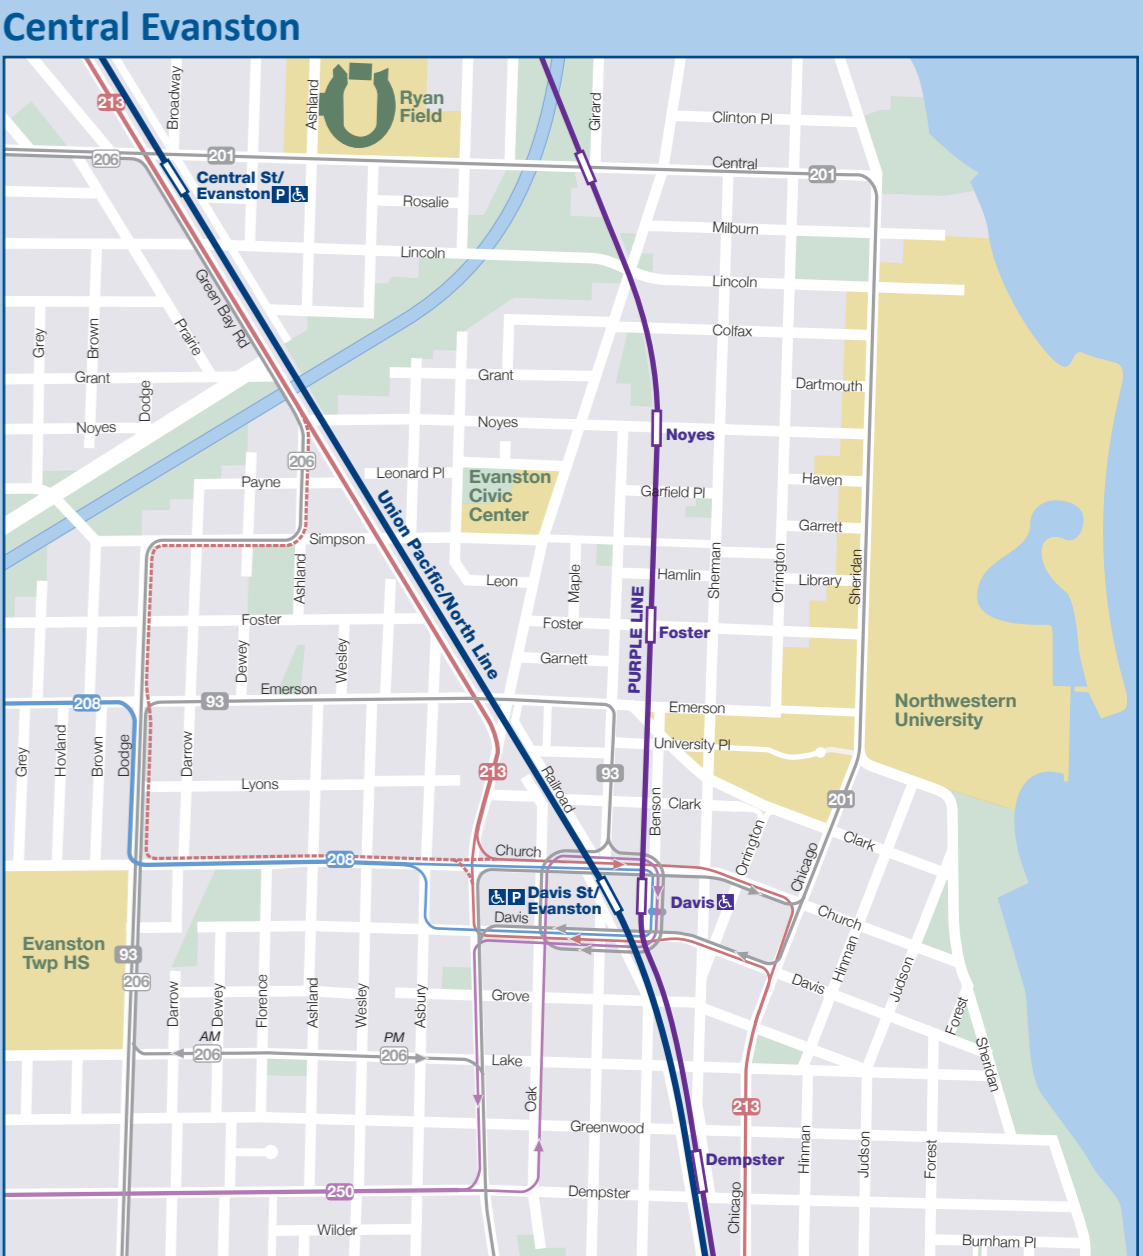 Central Evanston
Broadway
Ashland
Ryan
Field
Girard
213
Clinton Pl
206
201
Central
201
Central St/
Evanston P
Rosalie
Milburn
Lincoln
Lincoln
Green Bay Rd
Grey
Brown
Prairie
Colfax
Grant
Grant
Dodge
Dartmouth
Noyes
Noyes
Noyes
206
Leonard Pl
Payne
Evanston
Civic
Center
Garfield Pl
Haven
Union Pacific/North Line
Garrett
Simpson
Ashland
Maple
Hamlin
Sherman
Orrington
Library
Sheridan
Leon
PURPLE LINE
Foster
Foster
Foster
Dewey
Wesley
Garnett
Emerson
208
93
Emerson
Northwestern
University
Grey
Hovland
Brown
Dodge
Darrow
University Pl
Lyons
213
Railroad
93
Benson
Clark
201
Orrington
Clark
Chicago
208
Church
P Davis St/
Evanston
Davis
Davis
Church
Evanston
Twp HS
93
206
Hinman
Judson
Davis
Darrow
Dewey
Florence
Ashland
Wesley
Asbury
Grove
Forest
AM
206
PM
206
Lake
Sheridan
Oak
213
Greenwood
Hinman
Judson
Forest
Dempster
250
Dempster
Chicago
Wilder
Burnham Pl